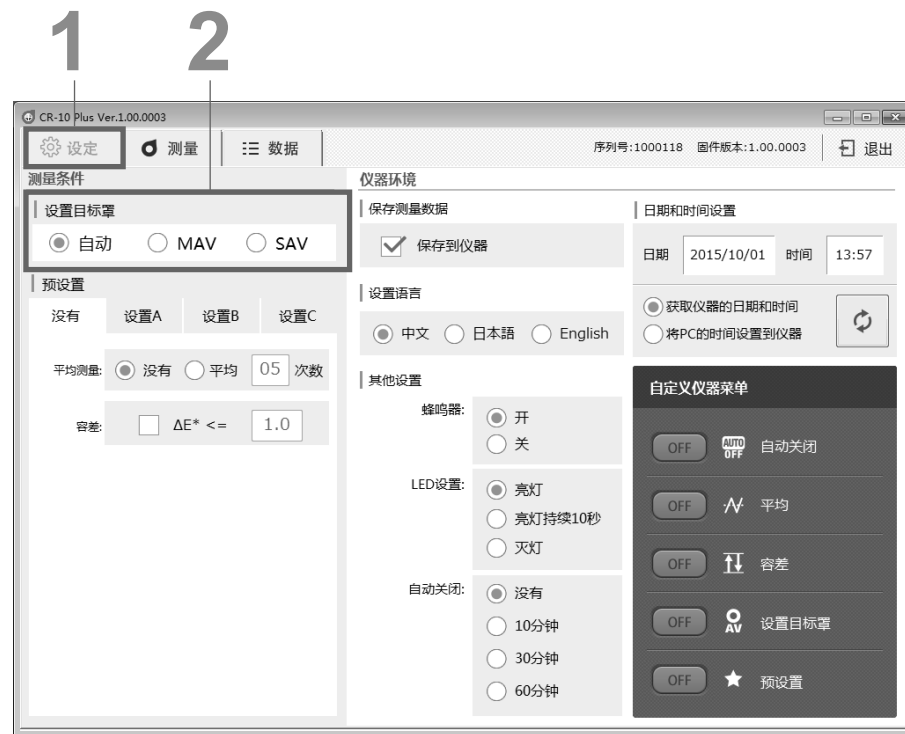 1 2
CR-10 Plus Ver.1.00.0003
设定 测量 数据 序列号:1000118 固件版本:1.00.0003 退出
测量条件
设置目标罩
自动 MAV SAV
预设置
没有 设置A 设置B 设置C
平均测量: 没有 平均 05 次数
容差: ΔE* <= 1.0
仪器环境
保存测量数据
保存到仪器
设置语言
中文 日本語 English
其他设置
蜂鸣器: 开
关
LED设置: 亮灯
亮灯持续10秒
灭灯
自动关闭: 没有
10分钟
30分钟
60分钟
日期和时间设置
日期 2015/10/01 时间 13:57
获取仪器的日期和时间
将PC的时间设置到仪器
自定义仪器菜单
OFF AUTO OFF 自动关闭
OFF 平均
OFF 容差
OFF AV 设置目标罩
OFF 预设置